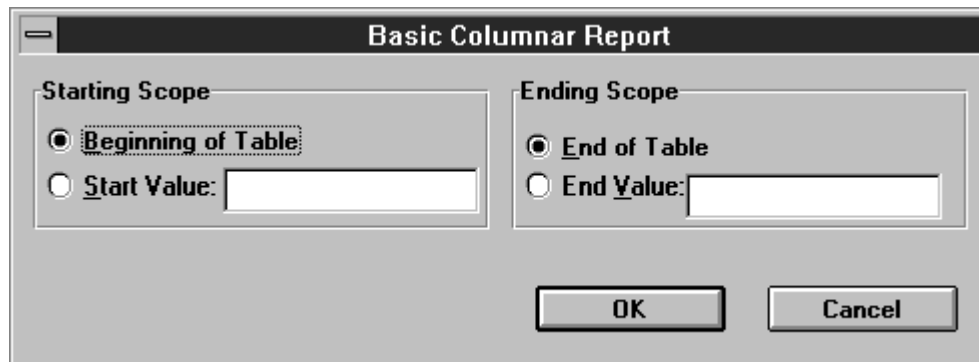 Basic Columnar Report
Starting Scope
Beginning of Table
Start Value:
Ending Scope
End of Table
End Value:
OK
Cancel